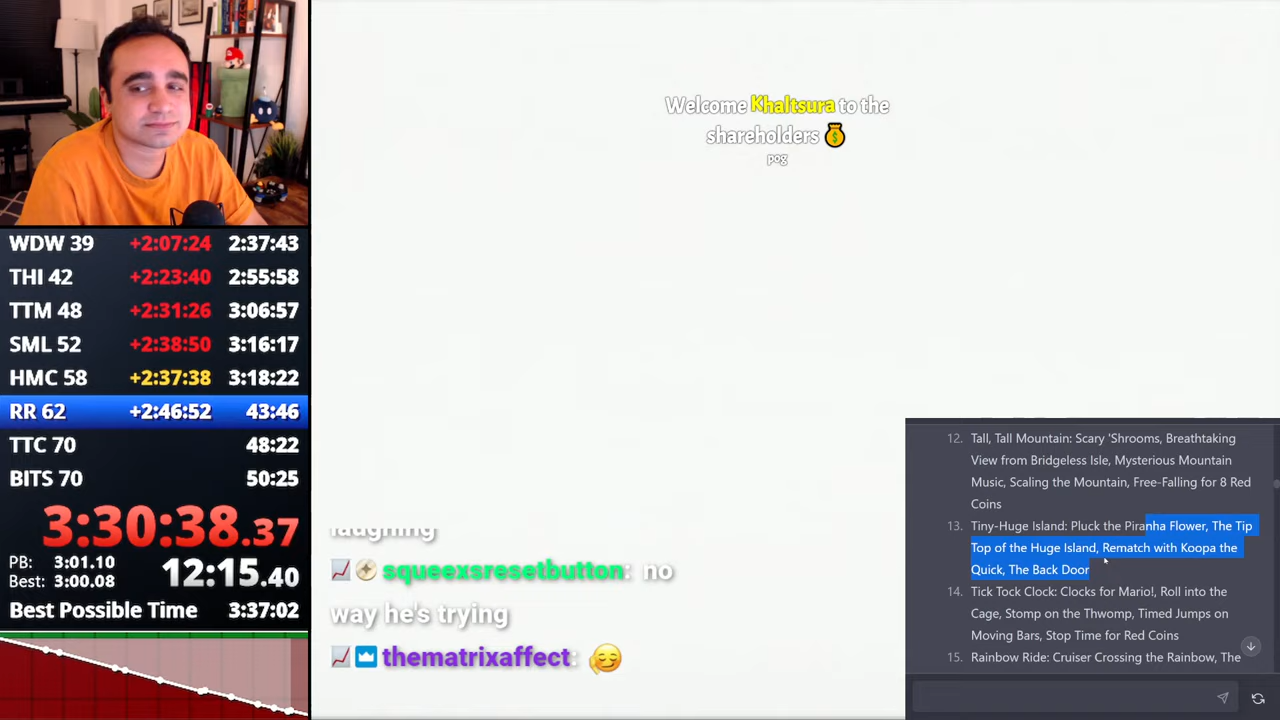 WDW 39 +2:07:24 2:37:43
THI 42 +2:23:40 2:55:58
TTM 48 +2:31:26 3:06:57
SML 52 +2:38:50 3:16:17
HMC 58 +2:37:38 3:18:22
RR 62 +2:46:52 43:46
TTC 70 48:22
BITS 70 50:25
3:30:38.37
PB: 3:01.10
Best: 3:00.08
12:15.40
Best Possible Time 3:37:02
Welcome Khaltsura to the
shareholders 💰
pog
laughing
squeexsresetbutton: no
way he's trying
thematrixaffect: 🥲
12. Tall, Tall Mountain: Scary 'Shrooms, Breathtaking
View from Bridgeless Isle, Mysterious Mountain
Music, Scaling the Mountain, Free-Falling for 8 Red
Coins
13. Tiny-Huge Island: Pluck the Piranha Flower, The Tip
Top of the Huge Island, Rematch with Koopa the
Quick, The Back Door
14. Tick Tock Clock: Clocks for Mario!, Roll into the
Cage, Stomp on the Thwomp, Timed Jumps on
Moving Bars, Stop Time for Red Coins
15. Rainbow Ride: Cruiser Crossing the Rainbow, The